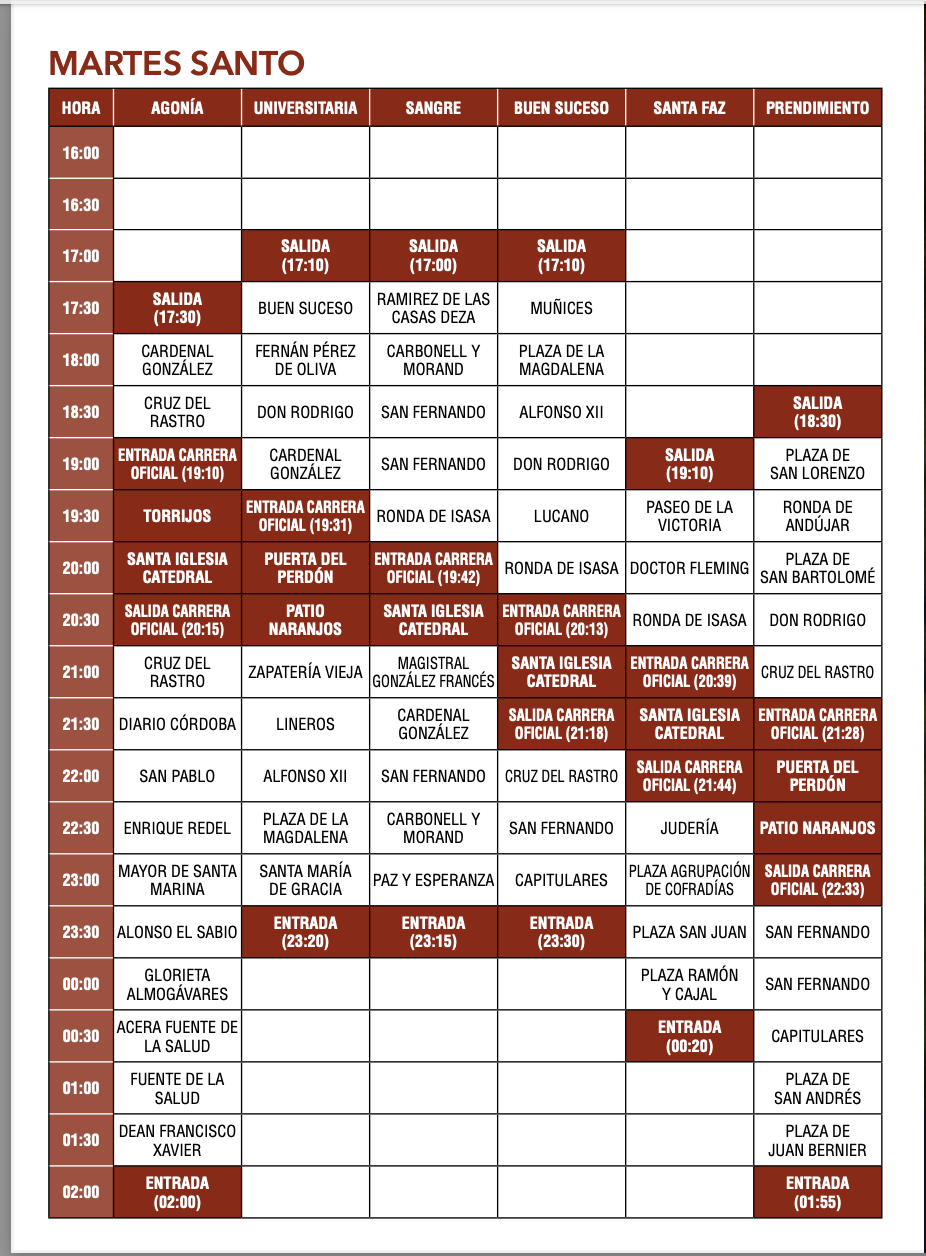 MARTES SANTO
HORA AGONÍA UNIVERSITARIA SANGRE BUEN SUCESO SANTA FAZ PRENDIMIENTO
16:00
16:30
17:00 SALIDA (17:10) SALIDA (17:00) SALIDA (17:10)
17:30 SALIDA (17:30) BUEN SUCESO RAMIREZ DE LAS CASAS DEZA MUÑICES
18:00 CARDENAL GONZÁLEZ FERNÁN PÉREZ DE OLIVA CARBONELL Y MORAND PLAZA DE LA MAGDALENA
18:30 CRUZ DEL RASTRO DON RODRIGO SAN FERNANDO ALFONSO XII SALIDA (18:30)
19:00 ENTRADA CARRERA OFICIAL (19:10) CARDENAL GONZÁLEZ SAN FERNANDO DON RODRIGO SALIDA (19:10) PLAZA DE SAN LORENZO
19:30 TORRIJOS ENTRADA CARRERA OFICIAL (19:31) RONDA DE ISASA LUCANO PASEO DE LA VICTORIA RONDA DE ANDÚJAR
20:00 SANTA IGLESIA CATEDRAL PUERTA DEL PERDÓN ENTRADA CARRERA OFICIAL (19:42) RONDA DE ISASA DOCTOR FLEMING PLAZA DE SAN BARTOLOMÉ
20:30 SALIDA CARRERA OFICIAL (20:15) PATIO NARANJOS SANTA IGLESIA CATEDRAL ENTRADA CARRERA OFICIAL (20:13) RONDA DE ISASA DON RODRIGO
21:00 CRUZ DEL RASTRO ZAPATERÍA VIEJA MAGISTRAL GONZÁLEZ FRANCÉS SANTA IGLESIA CATEDRAL ENTRADA CARRERA OFICIAL (20:39) CRUZ DEL RASTRO
21:30 DIARIO CÓRDOBA LINEROS CARDENAL GONZÁLEZ SALIDA CARRERA OFICIAL (21:18) SANTA IGLESIA CATEDRAL ENTRADA CARRERA OFICIAL (21:28)
22:00 SAN PABLO ALFONSO XII SAN FERNANDO CRUZ DEL RASTRO SALIDA CARRERA OFICIAL (21:44) PUERTA DEL PERDÓN
22:30 ENRIQUE REDEL PLAZA DE LA MAGDALENA CARBONELL Y MORAND SAN FERNANDO JUDERÍA PATIO NARANJOS
23:00 MAYOR DE SANTA MARINA SANTA MARÍA DE GRACIA PAZ Y ESPERANZA CAPITULARES PLAZA AGRUPACIÓN DE COFRADÍAS SALIDA CARRERA OFICIAL (22:33)
23:30 ALONSO EL SABIO ENTRADA (23:20) ENTRADA (23:15) ENTRADA (23:30) PLAZA SAN JUAN SAN FERNANDO
00:00 GLORIETA ALMOGÁVARES PLAZA RAMÓN Y CAJAL SAN FERNANDO
00:30 ACERA FUENTE DE LA SALUD ENTRADA (00:20) CAPITULARES
01:00 FUENTE DE LA SALUD PLAZA DE SAN ANDRÉS
01:30 DEAN FRANCISCO XAVIER PLAZA DE JUAN BERNIER
02:00 ENTRADA (02:00) ENTRADA (01:55)